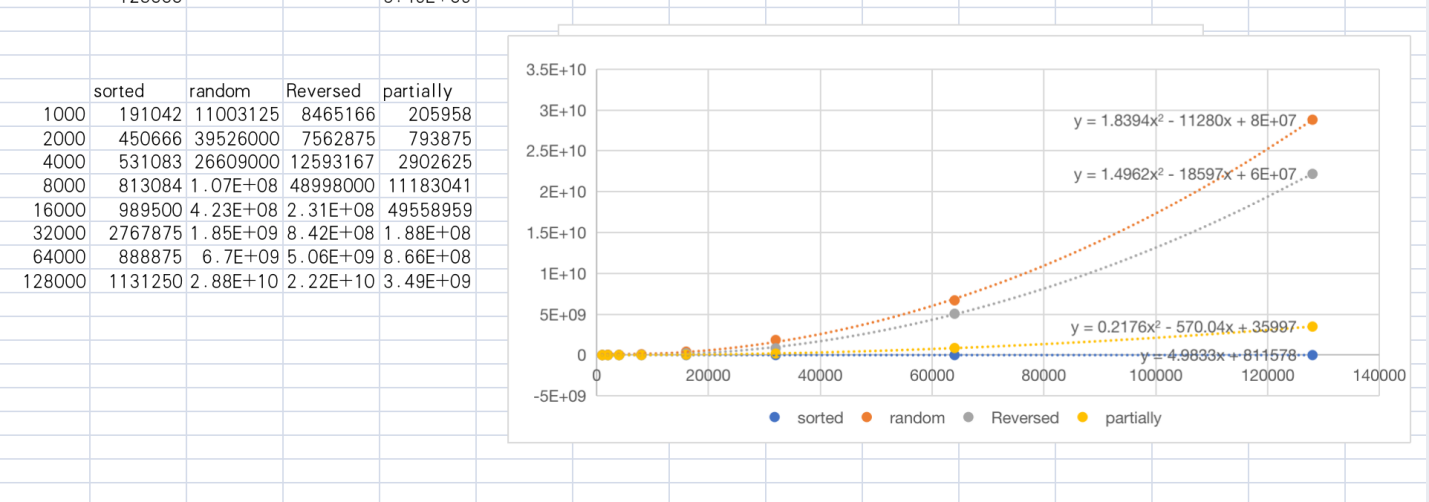 sorted random Reversed partially
1000 191042 11003125 8465166 205958
2000 450666 39526000 7562875 793875
4000 531083 26609000 12593167 2902625
8000 813084 1.07E+08 48998000 11183041
16000 989500 4.23E+08 2.31E+08 49558959
32000 2767875 1.85E+09 8.42E+08 1.88E+08
64000 888875 6.7E+09 5.06E+09 8.66E+08
128000 1131250 2.88E+10 2.22E+10 3.49E+09
3.5E+10
3E+10
2.5E+10
2E+10
1.5E+10
1E+10
5E+09
0
-5E+09
y = 1.8394x² - 11280x + 8E+07
y = 1.4962x² - 18597x + 6E+07
y = 0.2176x² - 570.04x + 35997
y = 4.9833x + 811578
0 20000 40000 60000 80000 100000 120000 140000
sorted random Reversed partially